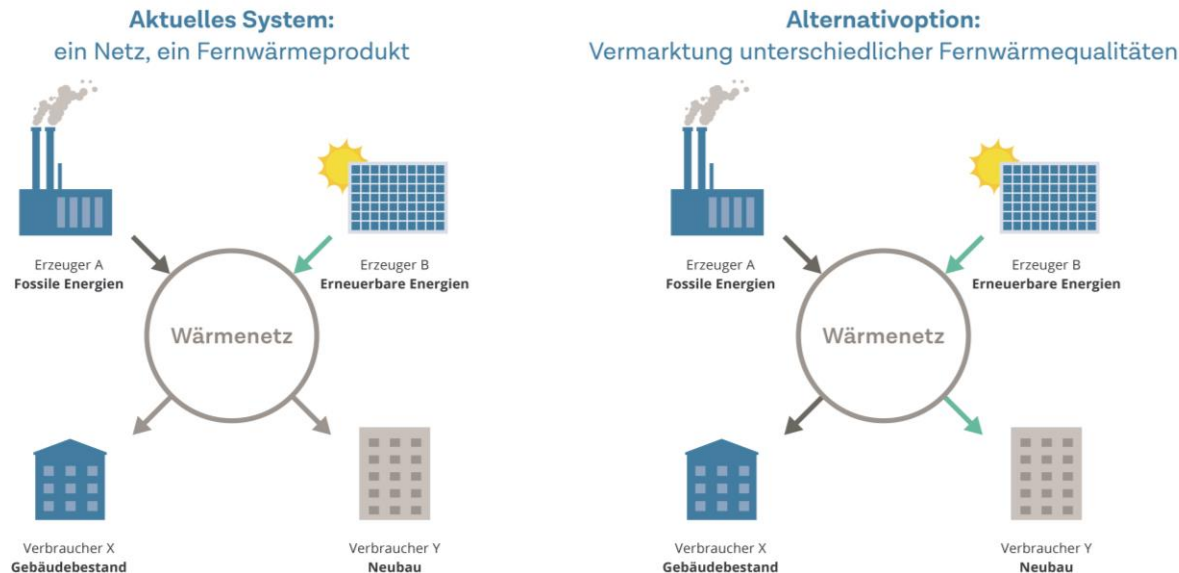 Aktuelles System:
ein Netz, ein Fernwärmeprodukt
Erzeuger A
Fossile Energien
Erzeuger B
Erneuerbare Energien
Wärmenetz
Verbraucher X
Gebäudebestand
Verbraucher Y
Neubau
Alternativoption:
Vermarktung unterschiedlicher Fernwärmequalitäten
Erzeuger A
Fossile Energien
Erzeuger B
Erneuerbare Energien
Wärmenetz
Verbraucher X
Gebäudebestand
Verbraucher Y
Neubau